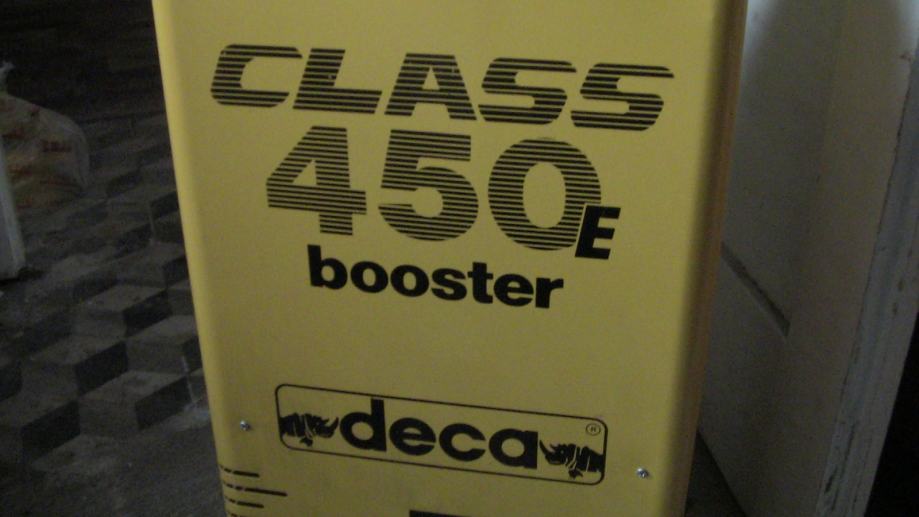 CLASS
450E
booster
deca®